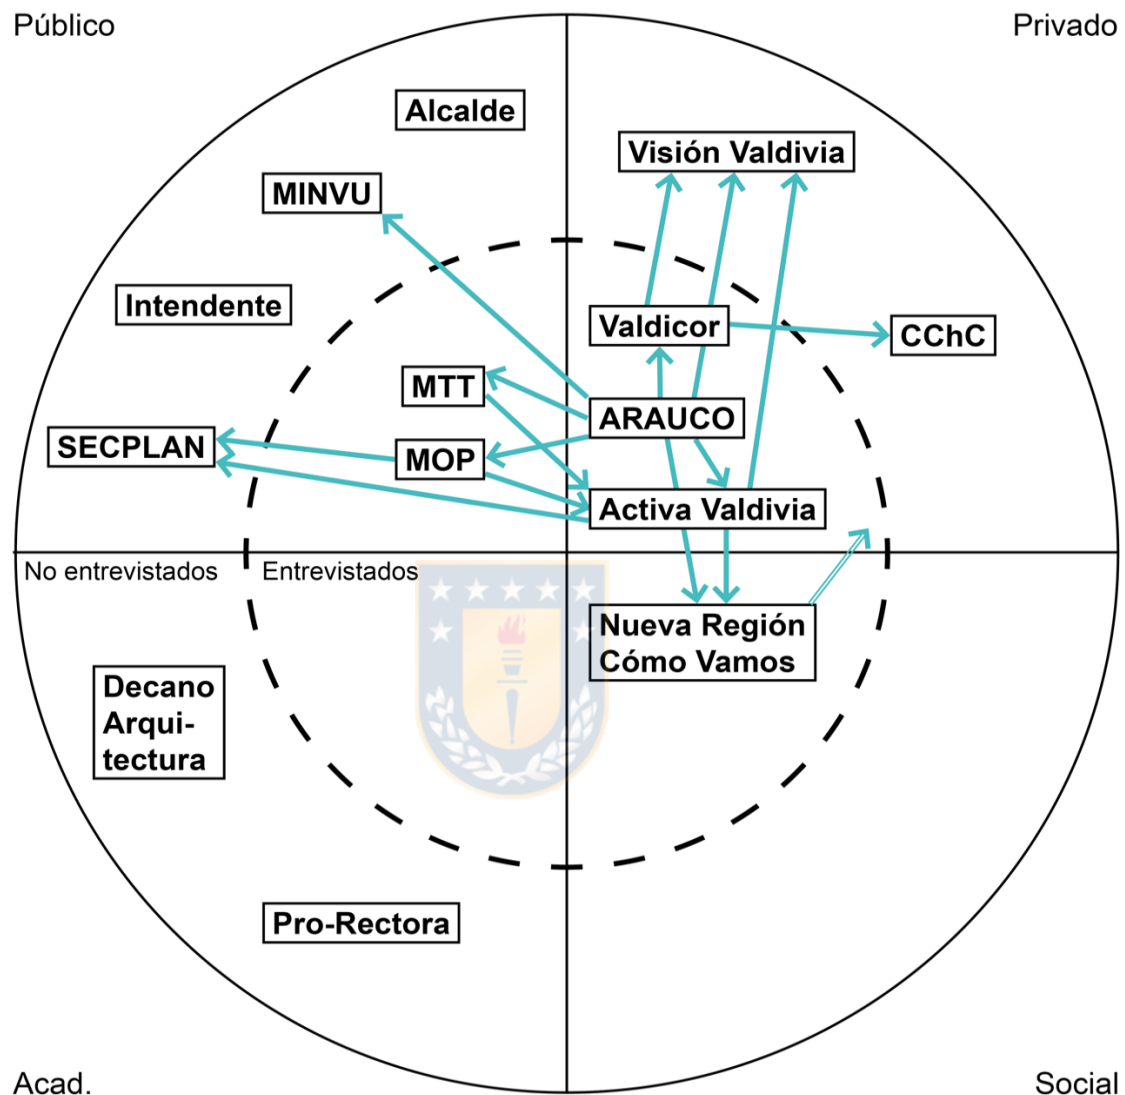 Público
Privado
Alcalde
Visión Valdivia
MINVU
Intendente
Valdicor
CChC
MTT
ARAUCO
SECPLAN
MOP
Activa Valdivia
No entrevistados
Entrevistados
Nueva Región
Cómo Vamos
Decano
Arqui-
tectura
Pro-Rectora
Acad.
Social